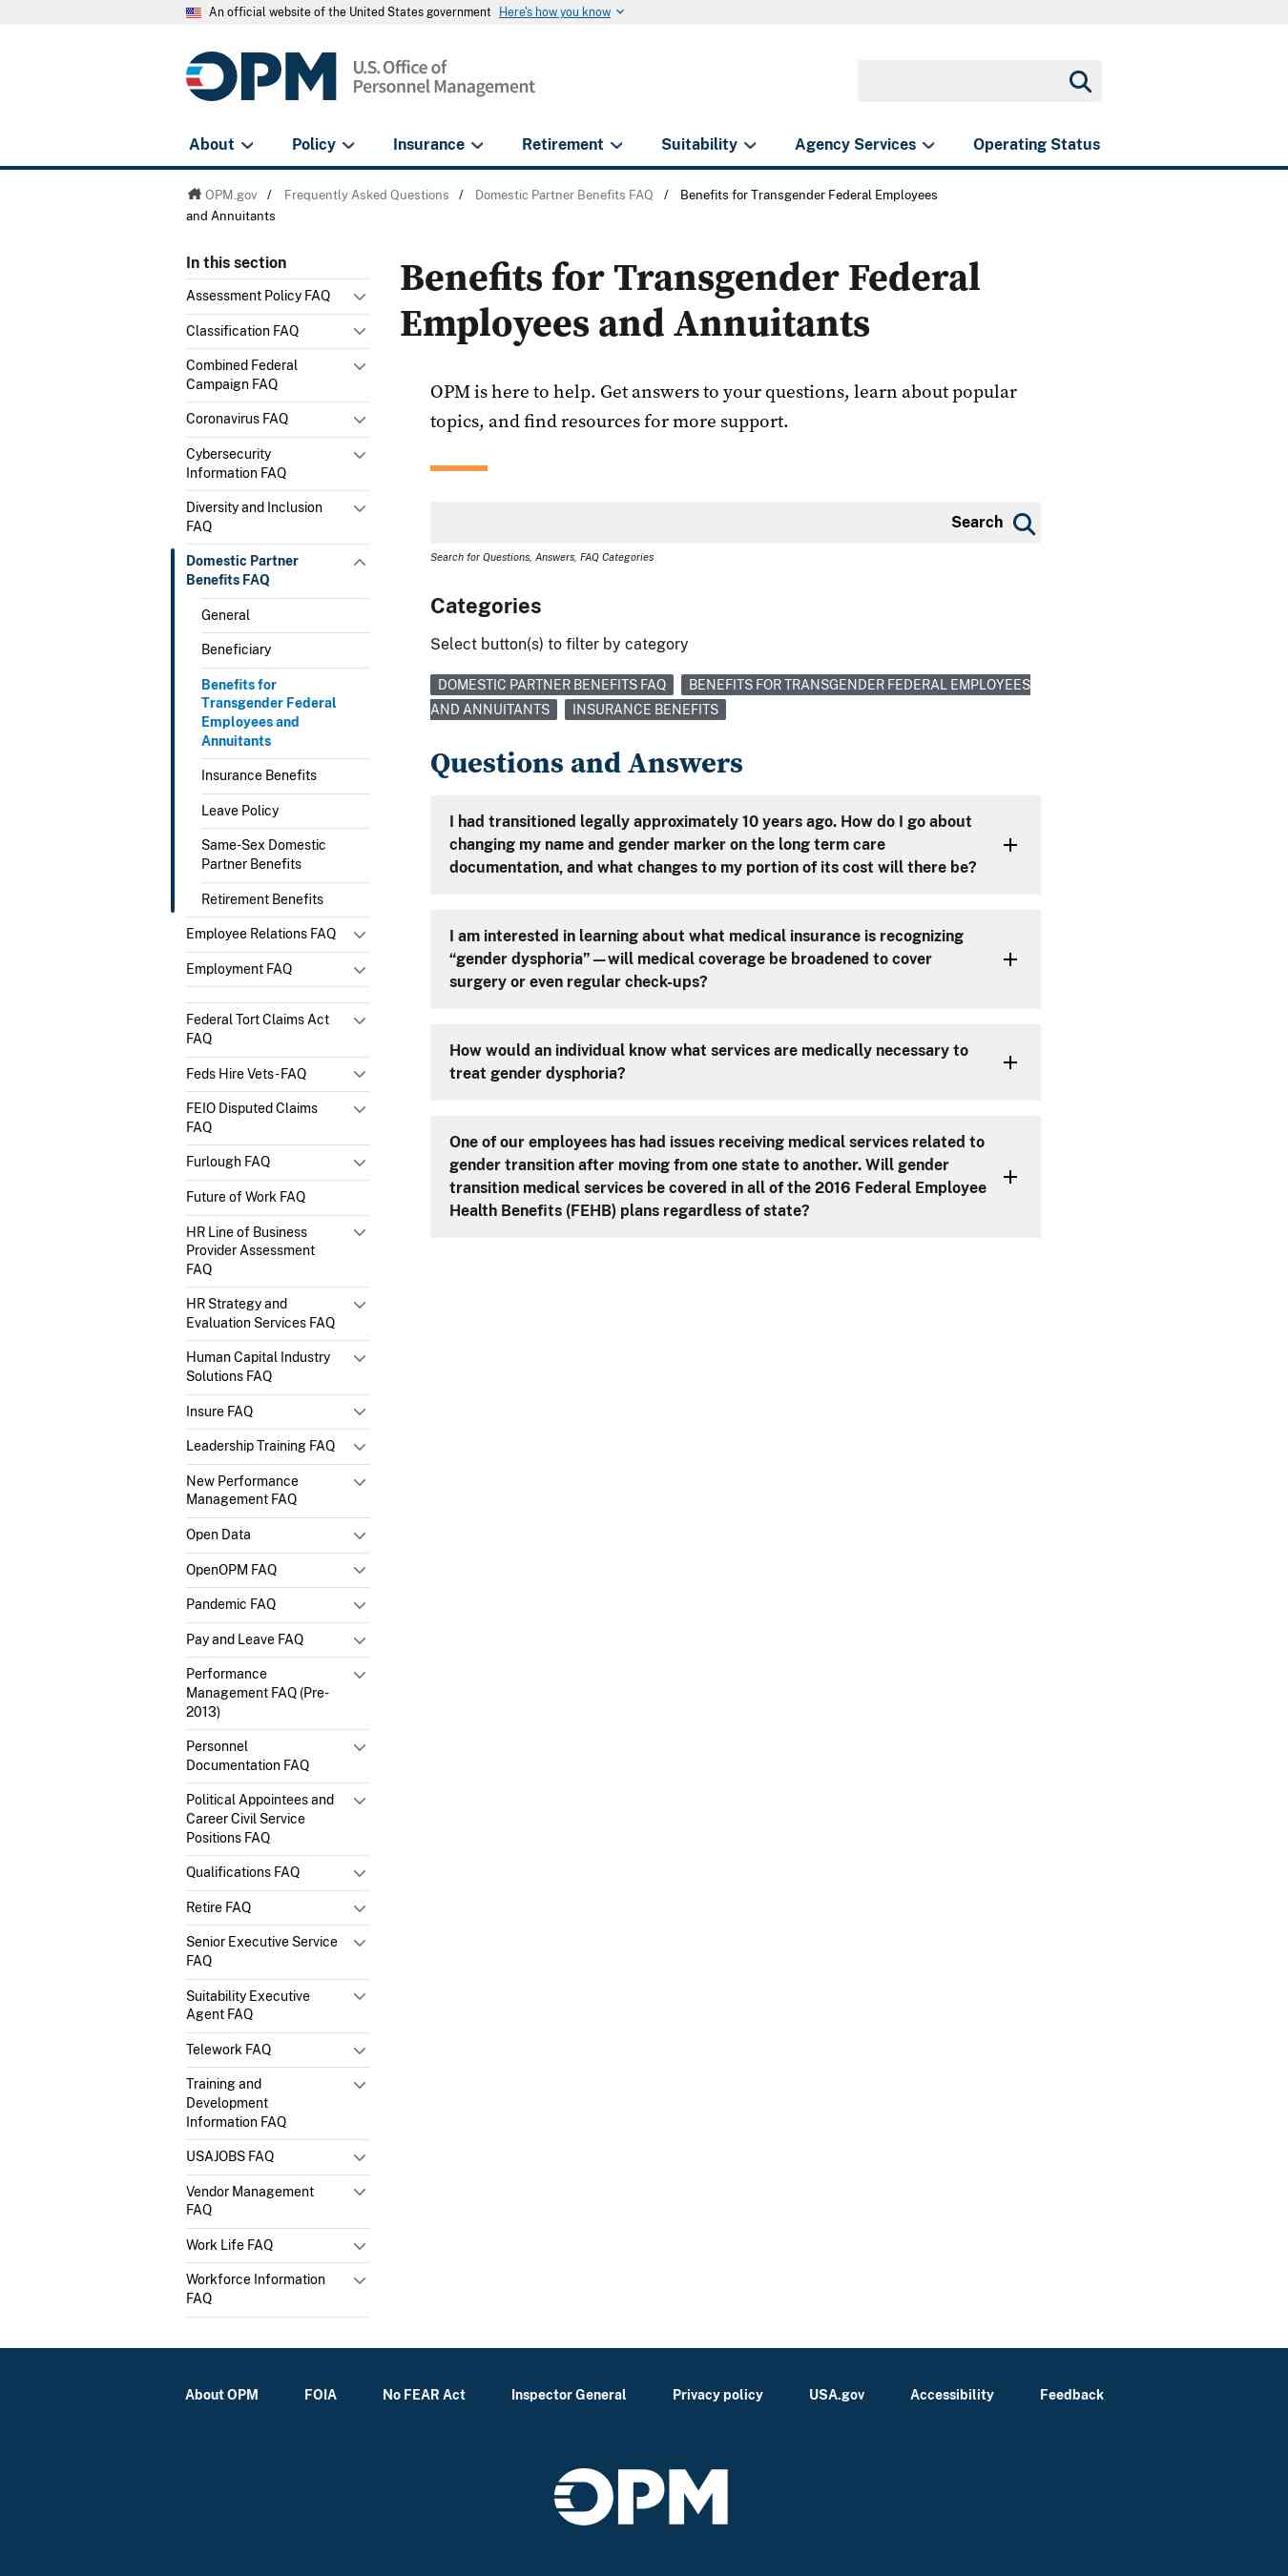 An official website of the United States government Here's how you know
OPM U.S. Office of
Personnel Management
About Policy Insurance Retirement Suitability Agency Services Operating Status
OPM.gov / Frequently Asked Questions / Domestic Partner Benefits FAQ / Benefits for Transgender Federal Employees
and Annuitants
In this section
Assessment Policy FAQ
Classification FAQ
Combined Federal
Campaign FAQ
Coronavirus FAQ
Cybersecurity
Information FAQ
Diversity and Inclusion
FAQ
Domestic Partner
Benefits FAQ
General
Beneficiary
Benefits for
Transgender Federal
Employees and
Annuitants
Insurance Benefits
Leave Policy
Same-Sex Domestic
Partner Benefits
Retirement Benefits
Employee Relations FAQ
Employment FAQ
Federal Tort Claims Act
FAQ
Feds Hire Vets-FAQ
FEIO Disputed Claims
FAQ
Furlough FAQ
Future of Work FAQ
HR Line of Business
Provider Assessment
FAQ
HR Strategy and
Evaluation Services FAQ
Human Capital Industry
Solutions FAQ
Insure FAQ
Leadership Training FAQ
New Performance
Management FAQ
Open Data
OpenOPM FAQ
Pandemic FAQ
Pay and Leave FAQ
Performance
Management FAQ (Pre-
2013)
Personnel
Documentation FAQ
Political Appointees and
Career Civil Service
Positions FAQ
Qualifications FAQ
Retire FAQ
Senior Executive Service
FAQ
Suitability Executive
Agent FAQ
Telework FAQ
Training and
Development
Information FAQ
USAJOBS FAQ
Vendor Management
FAQ
Work Life FAQ
Workforce Information
FAQ
Benefits for Transgender Federal
Employees and Annuitants
OPM is here to help. Get answers to your questions, learn about popular
topics, and find resources for more support.
Search
Search for Questions, Answers, FAQ Categories
Categories
Select button(s) to filter by category
DOMESTIC PARTNER BENEFITS FAQ BENEFITS FOR TRANSGENDER FEDERAL EMPLOYEES
AND ANNUITANTS INSURANCE BENEFITS
Questions and Answers
I had transitioned legally approximately 10 years ago. How do I go about
changing my name and gender marker on the long term care
documentation, and what changes to my portion of its cost will there be?
I am interested in learning about what medical insurance is recognizing
“gender dysphoria” — will medical coverage be broadened to cover
surgery or even regular check-ups?
How would an individual know what services are medically necessary to
treat gender dysphoria?
One of our employees has had issues receiving medical services related to
gender transition after moving from one state to another. Will gender
transition medical services be covered in all of the 2016 Federal Employee
Health Benefits (FEHB) plans regardless of state?
About OPM FOIA No FEAR Act Inspector General Privacy policy USA.gov Accessibility Feedback
OPM